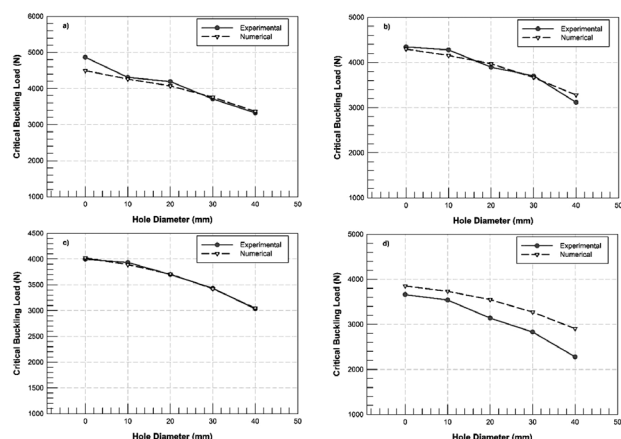 a)
Experimental
Numerical
Critical Buckling Load (N)
6000
5000
4000
3000
2000
1000
0 10 20 30 40 50
Hole Diameter (mm)
b)
Experimental
Numerical
Critical Buckling Load (N)
5000
4000
3000
2000
1000
0 10 20 30 40 50
Hole Diameter (mm)
c)
Experimental
Numerical
Critical Buckling Load (N)
4500
4000
3500
3000
2500
2000
1500
1000
0 10 20 30 40 50
Hole Diameter (mm)
d)
Experimental
Numerical
Critical Buckling Load (N)
5000
4000
3000
2000
1000
0 10 20 30 40 50
Hole Diameter (mm)